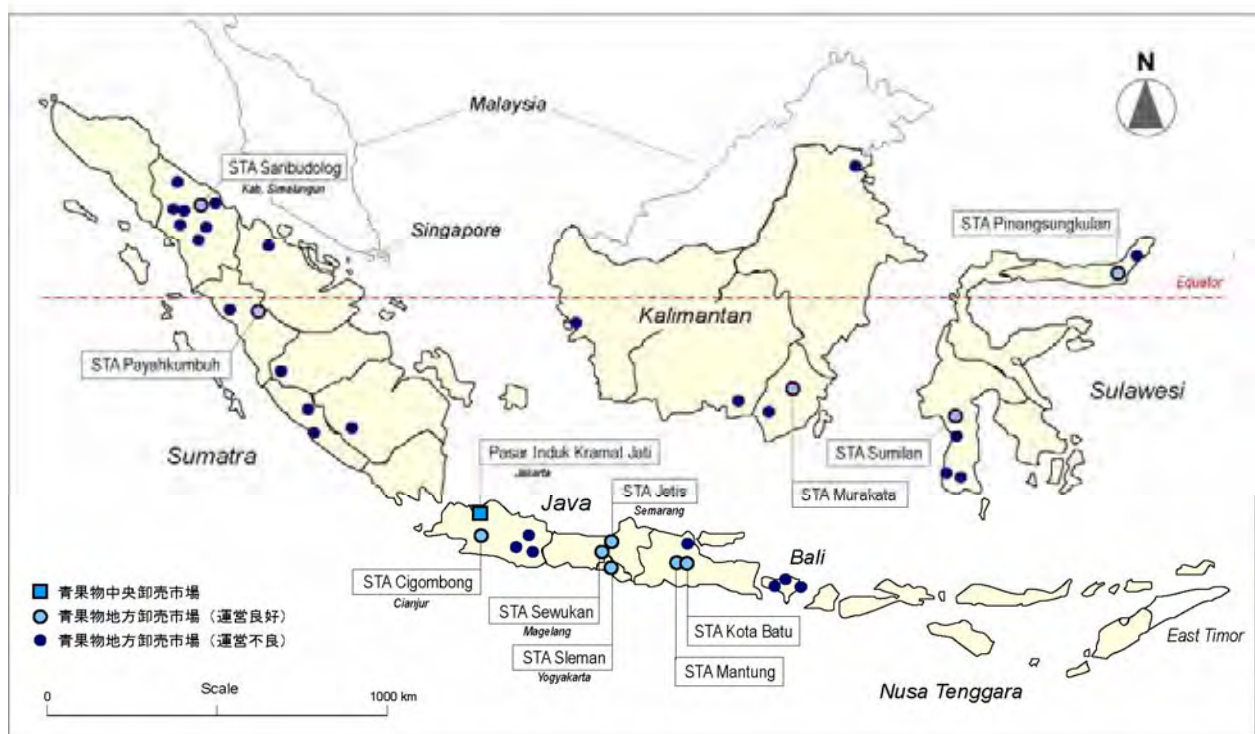 N
Malaysia
STA Saribudolog
Kab. Simelangun
Singapore
STA Pinangsungkulan
Equator
Kalimantan
STA Payahkumbuh
Sulawesi
Sumatra
Pasar Induk Kramat Jati
Jakarta
STA Sumilan
STA Jetis
Semarang
STA Murakata
Java
Bali
STA Cigombong
Cianjur
STA Sewukan
Magelang
STA Kota Batu
STA Sleman
Yogyakarta
STA Mantung
East Timor
Nusa Tenggara
青果物中央卸売市場
青果物地方卸売市場（運営良好）
青果物地方卸売市場（運営不良）
Scale
0
1000 km